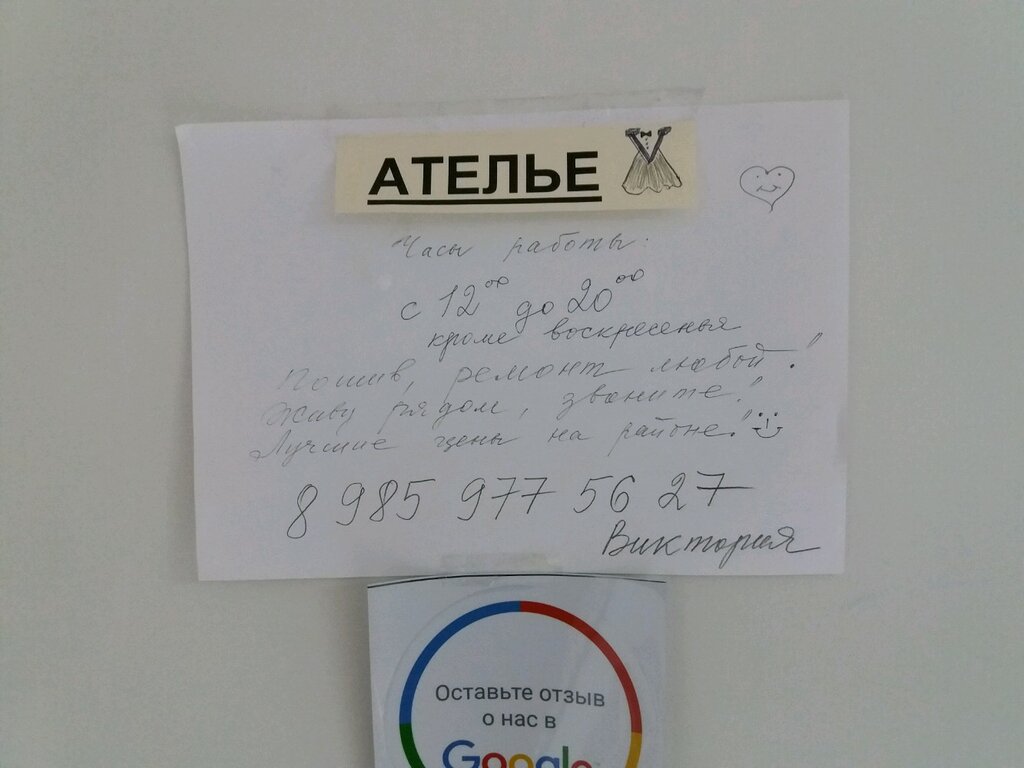 АТЕЛЬЕ
Часы работы:
с 12⁰⁰ до 20⁰⁰
кроме воскресенья
Пошив, ремонт любой!
Живу рядом, звоните!
Лучшие цены на районе!
8 985 977 56 27
Виктория
Оставьте отзыв
о нас в
Google